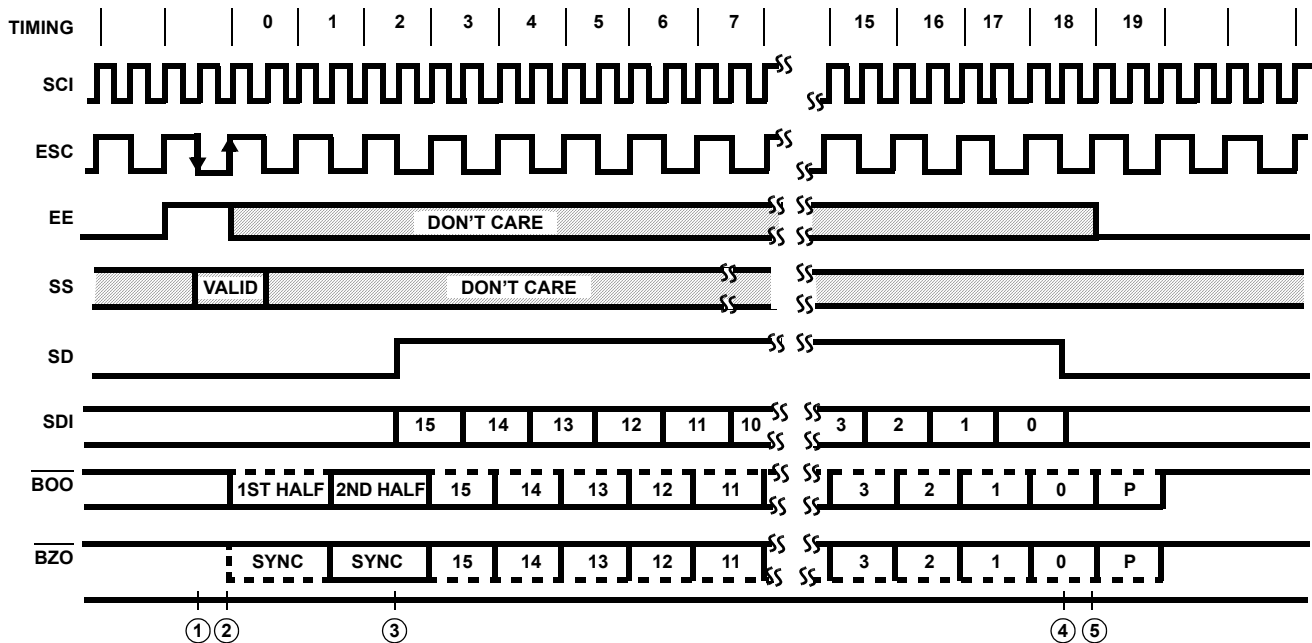 TIMING 0 1 2 3 4 5 6 7 15 16 17 18 19
SCI
ESC
EE DON'T CARE
SS VALID DON'T CARE
SD
SDI 15 14 13 12 11 10 3 2 1 0
BOO 1ST HALF 2ND HALF 15 14 13 12 11 3 2 1 0 P
BZO SYNC SYNC 15 14 13 12 11 3 2 1 0 P
1 2 3 4 5